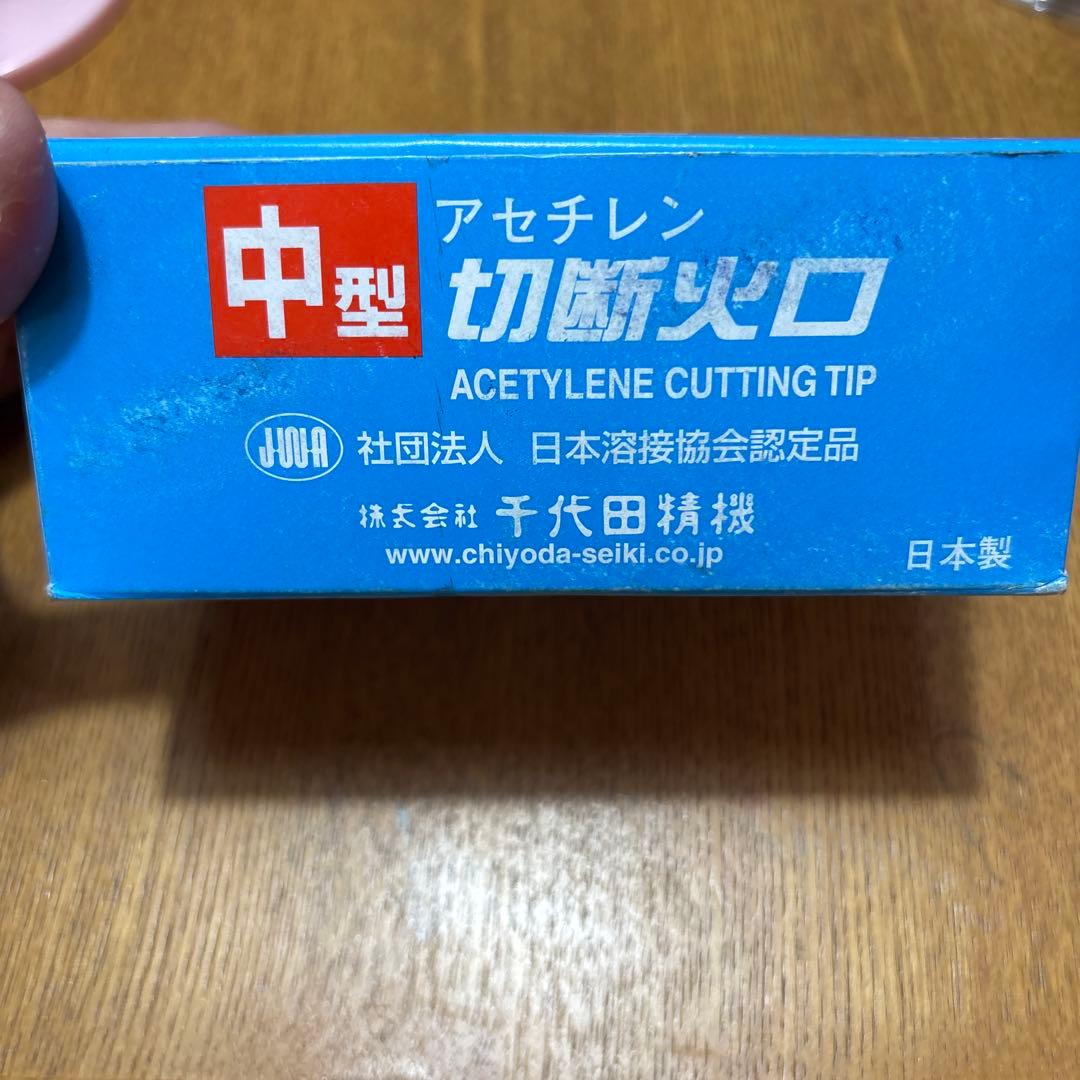 中型
アセチレン
切断火口
ACETYLENE CUTTING TIP
JWA 社団法人 日本溶接協会認定品
株式会社 千代田精機
www.chiyoda-seiki.co.jp
日本製